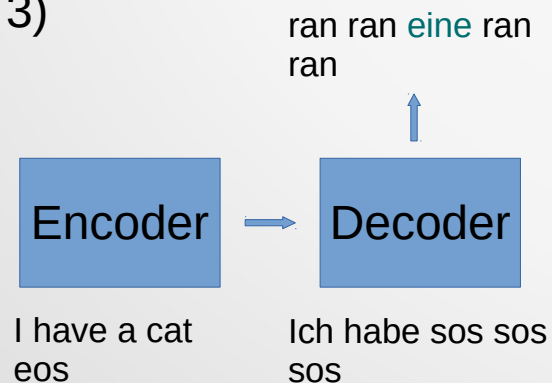 3)
ran ran eine ran
ran
Encoder
Decoder
I have a cat
eos
Ich habe sos sos
sos